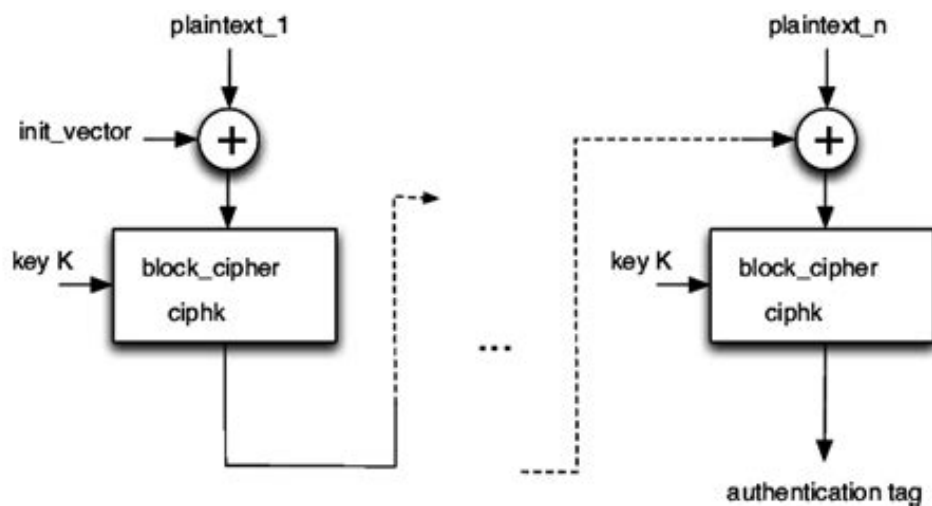 plaintext_1
plaintext_n
init_vector
+
+
key K
block_cipher
ciphk
key K
block_cipher
ciphk
...
authentication tag